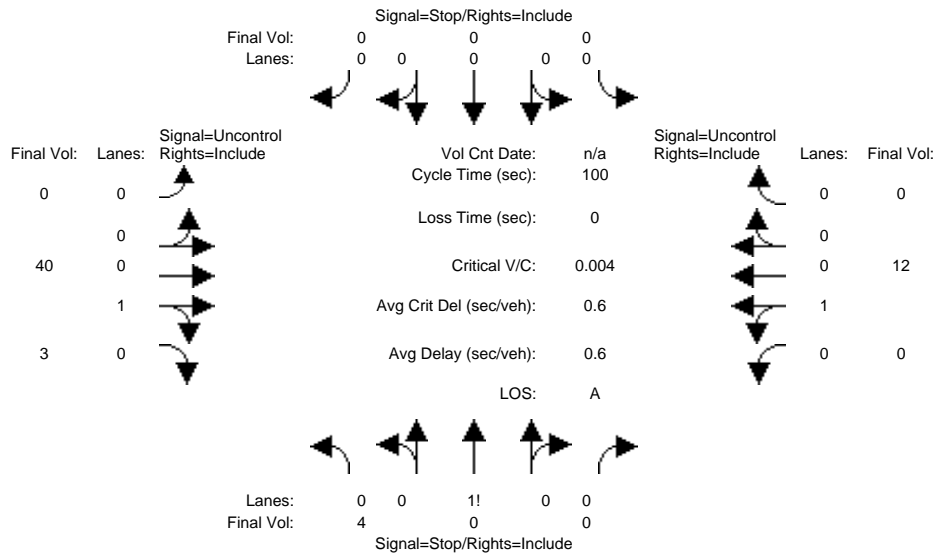 Signal=Stop/Rights=Include
Final Vol: 0 0 0
Lanes: 0 0 0 0 0
Signal=Uncontrol Signal=Uncontrol
Final Vol: Lanes: Rights=Include Vol Cnt Date: n/a Rights=Include Lanes: Final Vol:
Cycle Time (sec): 100
0 0 0 0
Loss Time (sec): 0
0 0
40 0 Critical V/C: 0.004 0 12
1 Avg Crit Del (sec/veh): 0.6 1
3 0 Avg Delay (sec/veh): 0.6 0 0
LOS: A
Lanes: 0 0 1! 0 0
Final Vol: 4 0 0
Signal=Stop/Rights=Include